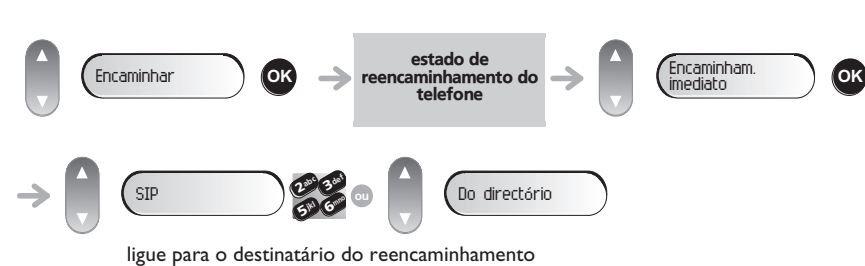 Encaminhar
OK
estado de
reencaminhamento do
telefone
Encaminham.
imediato
OK
SIP
2abc 3def
5jkl 6mno
ou
Do directório
ligue para o destinatário do reencaminhamento